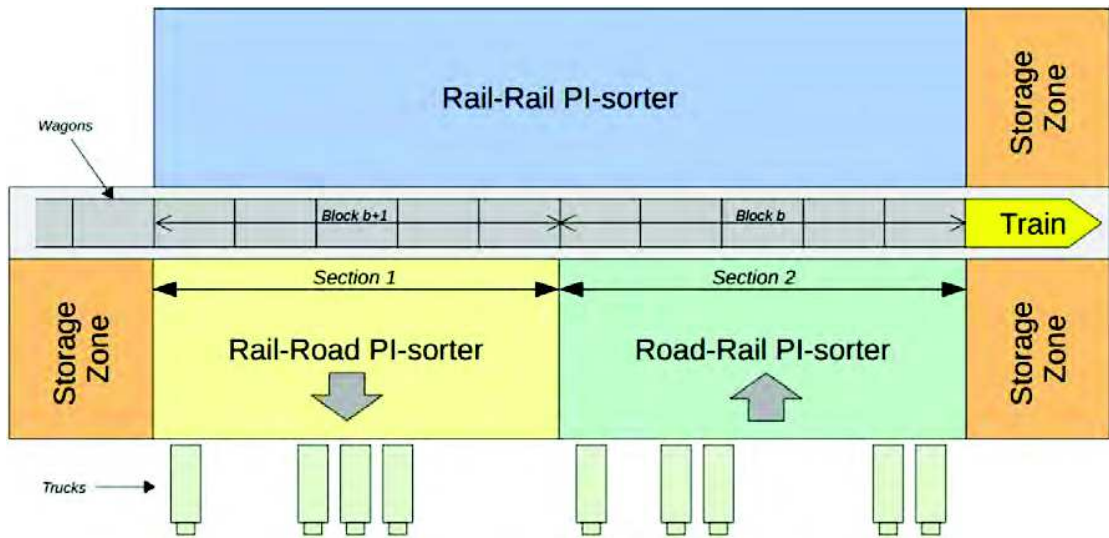 Rail-Rail PI-sorter
Storage
Zone
Wagons
Block b+1
Block b
Train
Section 1
Section 2
Storage
Zone
Rail-Road PI-sorter
Road-Rail PI-sorter
Storage
Zone
Trucks